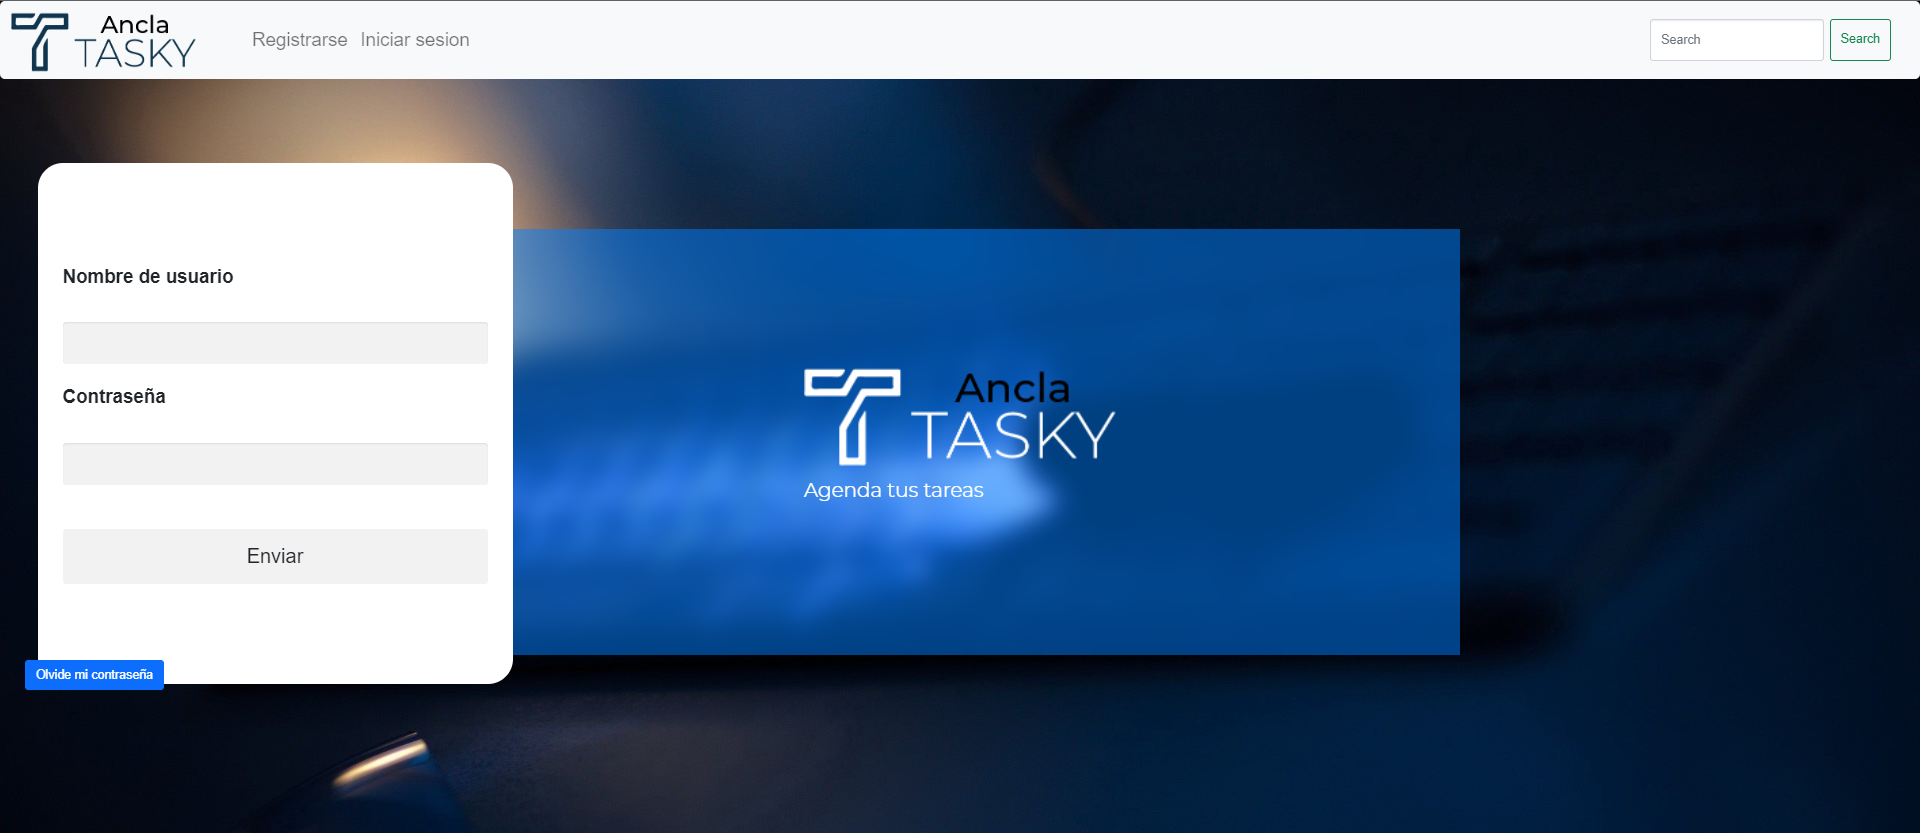 Ancla
TASKY
Registrarse
Iniciar sesion
Search
Search
Nombre de usuario
Contraseña
Enviar
Olvide mi contraseña
Ancla
TASKY
Agenda tus tareas